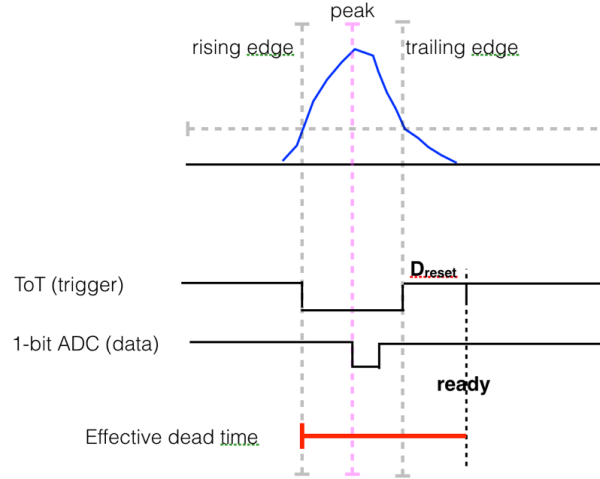 peak
rising edge
trailing edge
Dreset
ToT (trigger)
1-bit ADC (data)
ready
Effective dead time